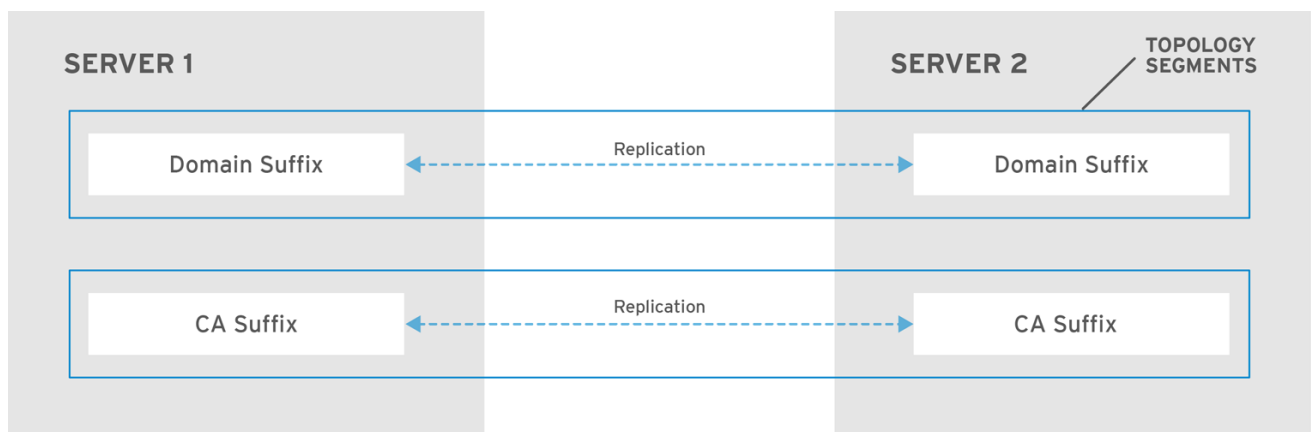 SERVER 1
SERVER 2
TOPOLOGY
SEGMENTS
Domain Suffix
Replication
Domain Suffix
CA Suffix
Replication
CA Suffix